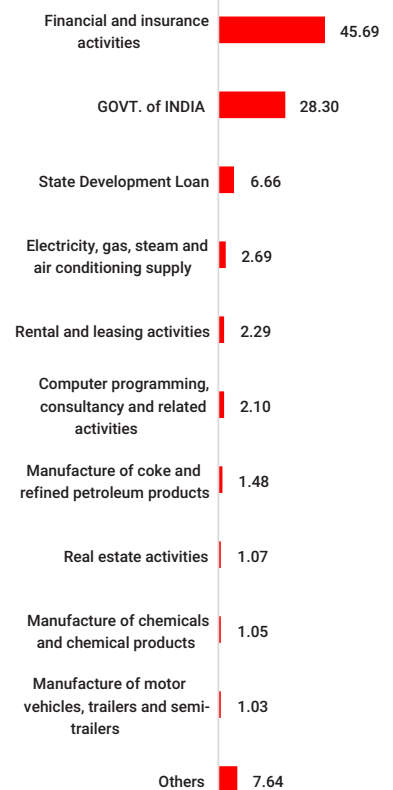 Financial and insurance
activities
45.69
GOVT. of INDIA
28.30
State Development Loan
6.66
Electricity, gas, steam and
air conditioning supply
2.69
Rental and leasing activities
2.29
Computer programming,
consultancy and related
activities
2.10
Manufacture of coke and
refined petroleum products
1.48
Real estate activities
1.07
Manufacture of chemicals
and chemical products
1.05
Manufacture of motor
vehicles, trailers and semi-
trailers
1.03
Others
7.64